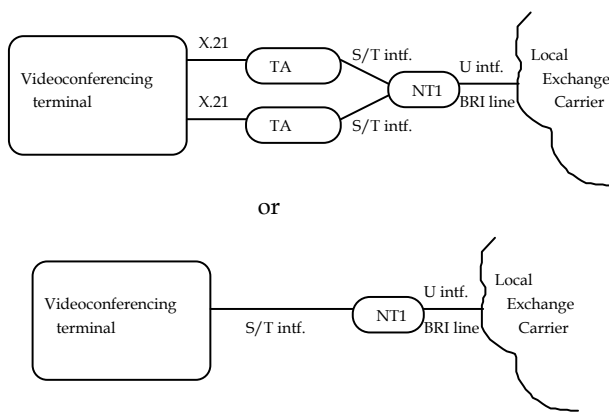 X.21
TA
S/T intf.
Videoconferencing
terminal
X.21
TA
S/T intf.
NT1
U intf.
BRI line
Local
Exchange
Carrier
or
Videoconferencing
terminal
S/T intf.
NT1
U intf.
BRI line
Local
Exchange
Carrier